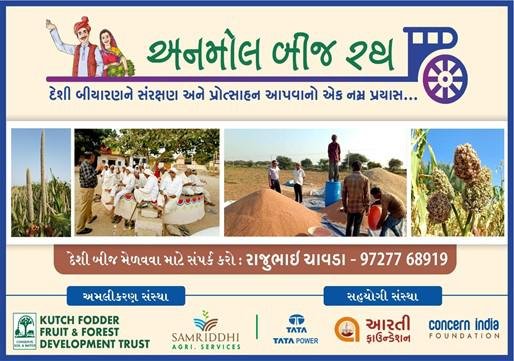 અનમોલ બીજ રથ
દેશી બીયારણને સંરક્ષણ અને પ્રોત્સાહન આપવાનો એક નમ્ર પ્રયાસ...
દેશી બીજ મેળવવા માટે સંપર્ક કરો : રાજુભાઇ ચાવડા - 97277 68919
અમલીકરણ સંસ્થા
સહયોગી સંસ્થા
KUTCH FODDER
FRUIT & FOREST
DEVELOPMENT TRUST
SAMRIDDHI
AGRI. SERVICES
TATA
TATA POWER
TATA
આરતી
ફાઉન્ડેશન
concern india
FOUNDATION